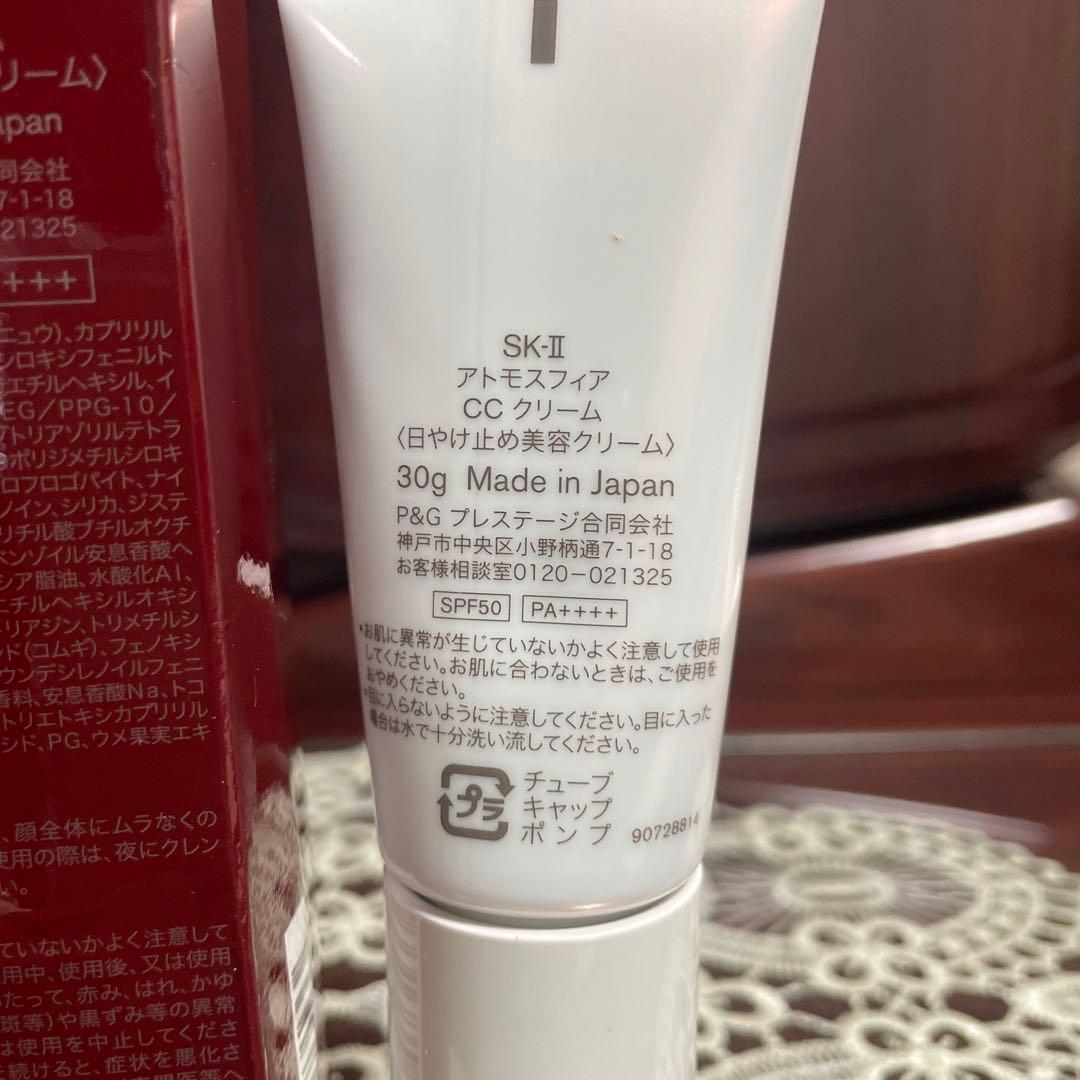 リーム〉
apan
同会社
7-1-18
21325
+++
ニュウ)、カプリリル
シロキシフェニルト
エチルヘキシル、イ
EG/PPG-10/
プトリアゾリルテトラ
ポリジメチルシロキ
ロフロゴパイト、ナイ
ノイン、シリカ、ジステ
リチル酸ブチルオクチ
ベンゾイル安息香酸ヘ
シア脂油、水酸化Al、
エチルヘキシルオキシ
トリアジン、トリメチルシ
ンド(コムギ)、フェノキシ
ウンデシレノイルフェニ
香料、安息香酸Na、トコ
トリエトキシカプリリル
シド、PG、ウメ果実エキ
、顔全体にムラなくの
使用の際は、夜にクレン
い。
ていないかよく注意して
用中、使用後、又は使用
たって、赤み、はれ、かゆ
斑等)や黒ずみ等の異常
は使用を中止してくださ
続けると、症状を悪化さ
SK-II
アトモスフィア
CC クリーム
〈日やけ止め美容クリーム〉
30g Made in Japan
P&G プレステージ合同会社
神戸市中央区小野柄通7-1-18
お客様相談室0120-021325
SPF50 PA++++
•お肌に異常が生じていないかよく注意して使用
してください。お肌に合わないときは、ご使用を
おやめください。
•目に入らないように注意してください。目に入った
場合は水で十分洗い流してください。
プラ
チューブ
キャップ
ポンプ
90728814